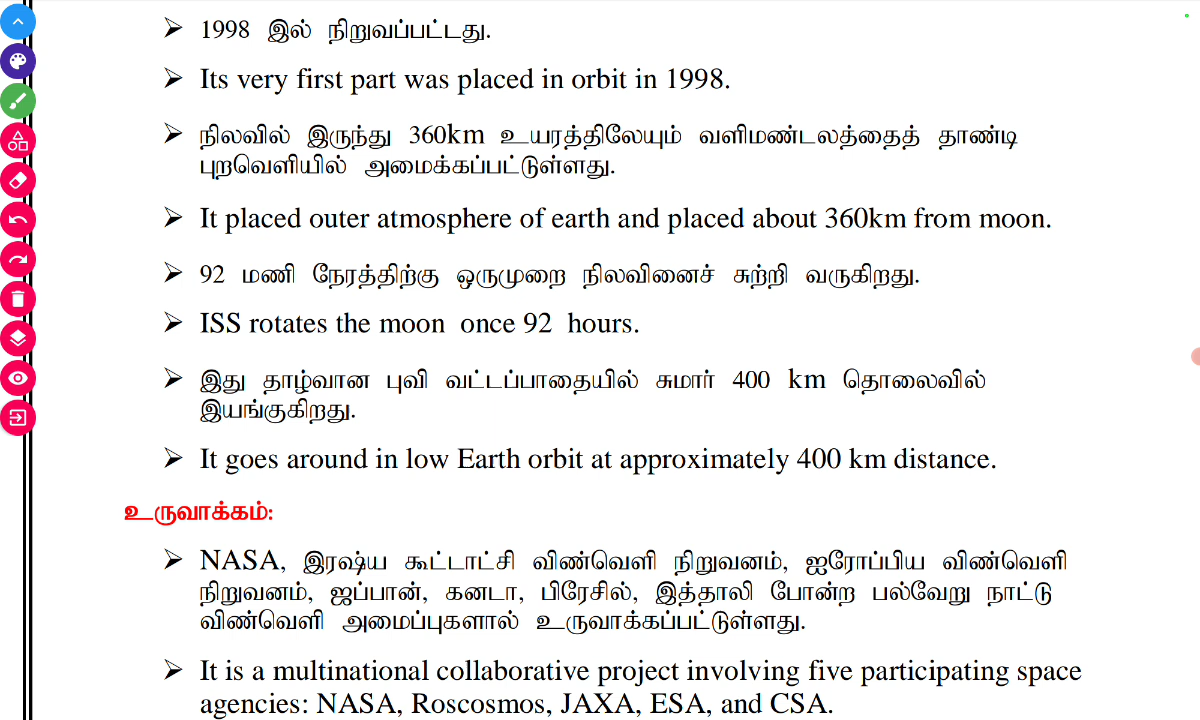 ➢ 1998 இல் நிறுவப்பட்டது.
➢ Its very first part was placed in orbit in 1998.
➢ நிலவில் இருந்து 360km உயரத்திலேயும் வளிமண்டலத்தைத் தாண்டி
புறவெளியில் அமைக்கப்பட்டுள்ளது.
➢ It placed outer atmosphere of earth and placed about 360km from moon.
➢ 92 மணி நேரத்திற்கு ஒருமுறை நிலவினைச் சுற்றி வருகிறது.
➢ ISS rotates the moon once 92 hours.
➢ இது தாழ்வான புவி வட்டப்பாதையில் சுமார் 400 km தொலைவில்
இயங்குகிறது.
➢ It goes around in low Earth orbit at approximately 400 km distance.
உருவாக்கம்:
➢ NASA, இரஷ்ய கூட்டாட்சி விண்வெளி நிறுவனம், ஐரோப்பிய விண்வெளி
நிறுவனம், ஜப்பான், கனடா, பிரேசில், இத்தாலி போன்ற பல்வேறு நாட்டு
விண்வெளி அமைப்புகளால் உருவாக்கப்பட்டுள்ளது.
➢ It is a multinational collaborative project involving five participating space
agencies: NASA, Roscosmos, JAXA, ESA, and CSA.